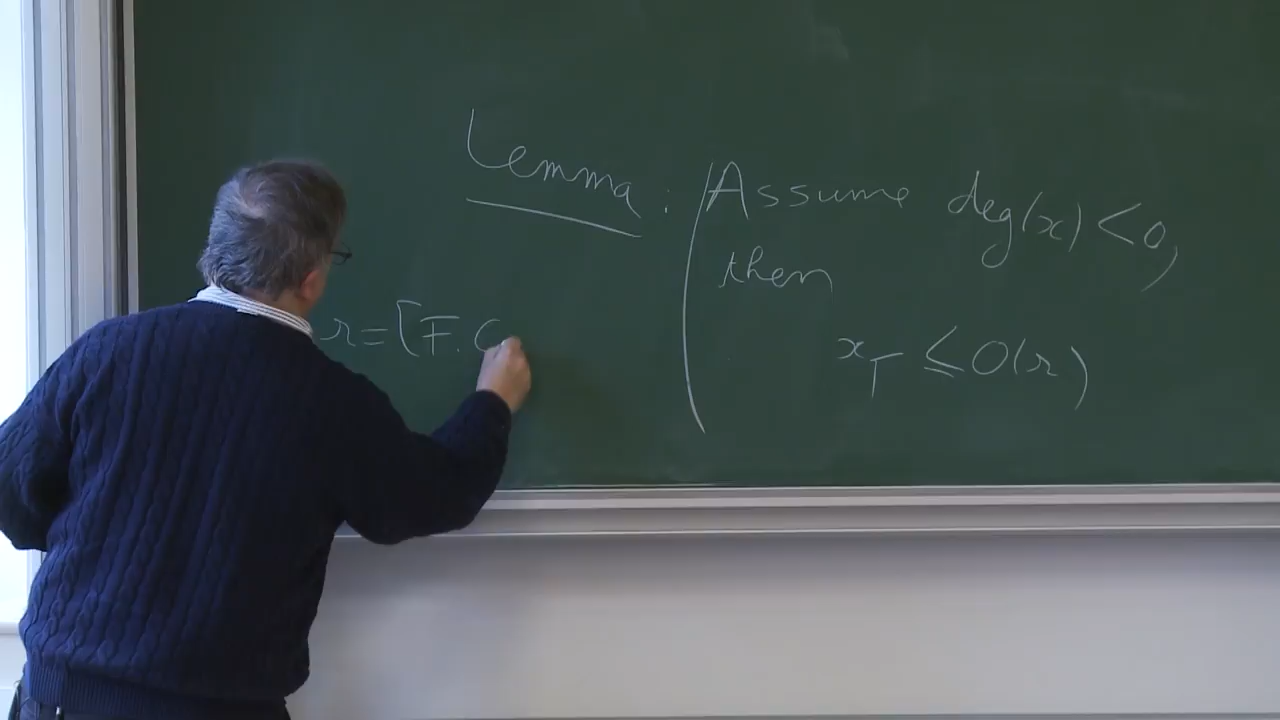 Lemma: Assume deg(x) < 0,
then
x_T ≤ O(r)
r = [F. C